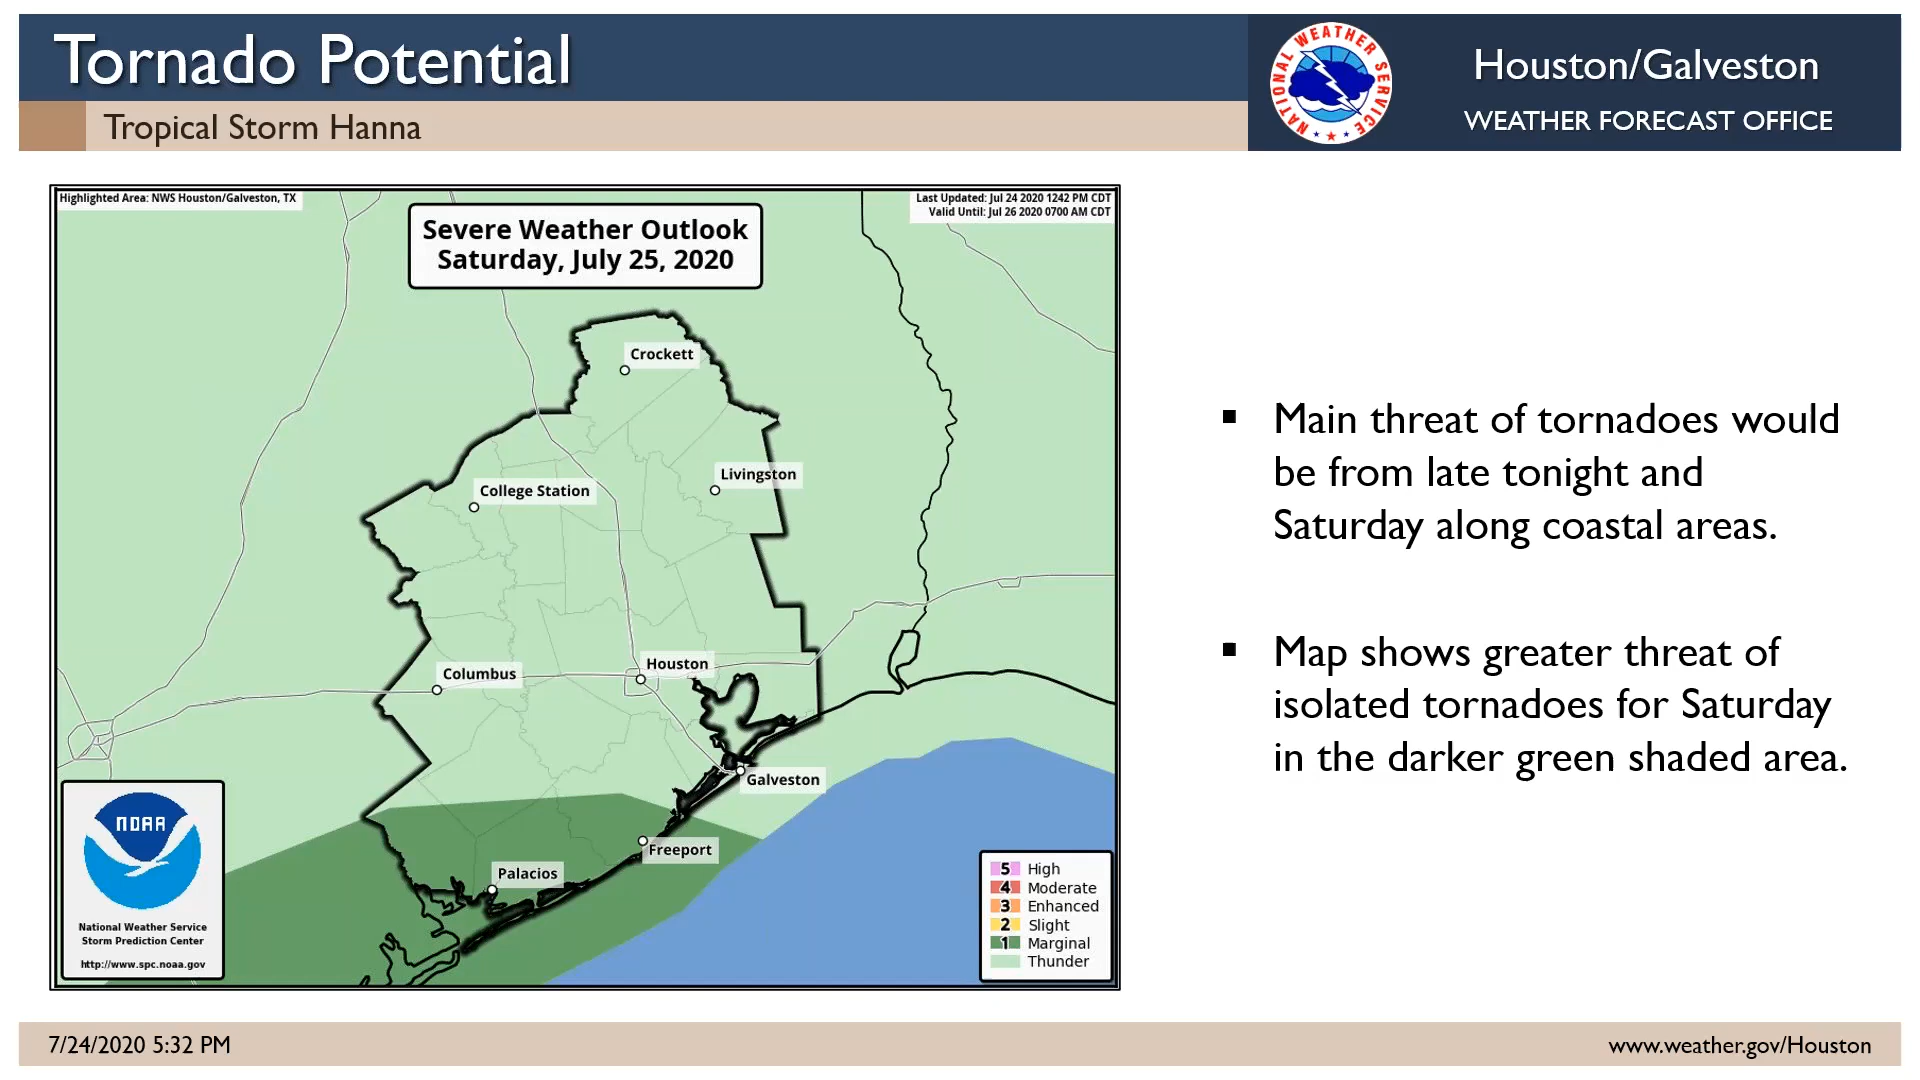 Tornado Potential
Tropical Storm Hanna
NATIONAL WEATHER SERVICE
Houston/Galveston
WEATHER FORECAST OFFICE
Highlighted Area: NWS Houston/Galveston, TX
Last Updated: Jul 24 2020 1242 PM CDT
Valid Until: Jul 26 2020 0700 AM CDT
Severe Weather Outlook
Saturday, July 25, 2020
Crockett
Livingston
College Station
Houston
Columbus
Galveston
Freeport
Palacios
NOAA
National Weather Service
Storm Prediction Center
http://www.spc.noaa.gov
5 High
4 Moderate
3 Enhanced
2 Slight
1 Marginal
Thunder
▪ Main threat of tornadoes would
be from late tonight and
Saturday along coastal areas.
▪ Map shows greater threat of
isolated tornadoes for Saturday
in the darker green shaded area.
7/24/2020 5:32 PM
www.weather.gov/Houston